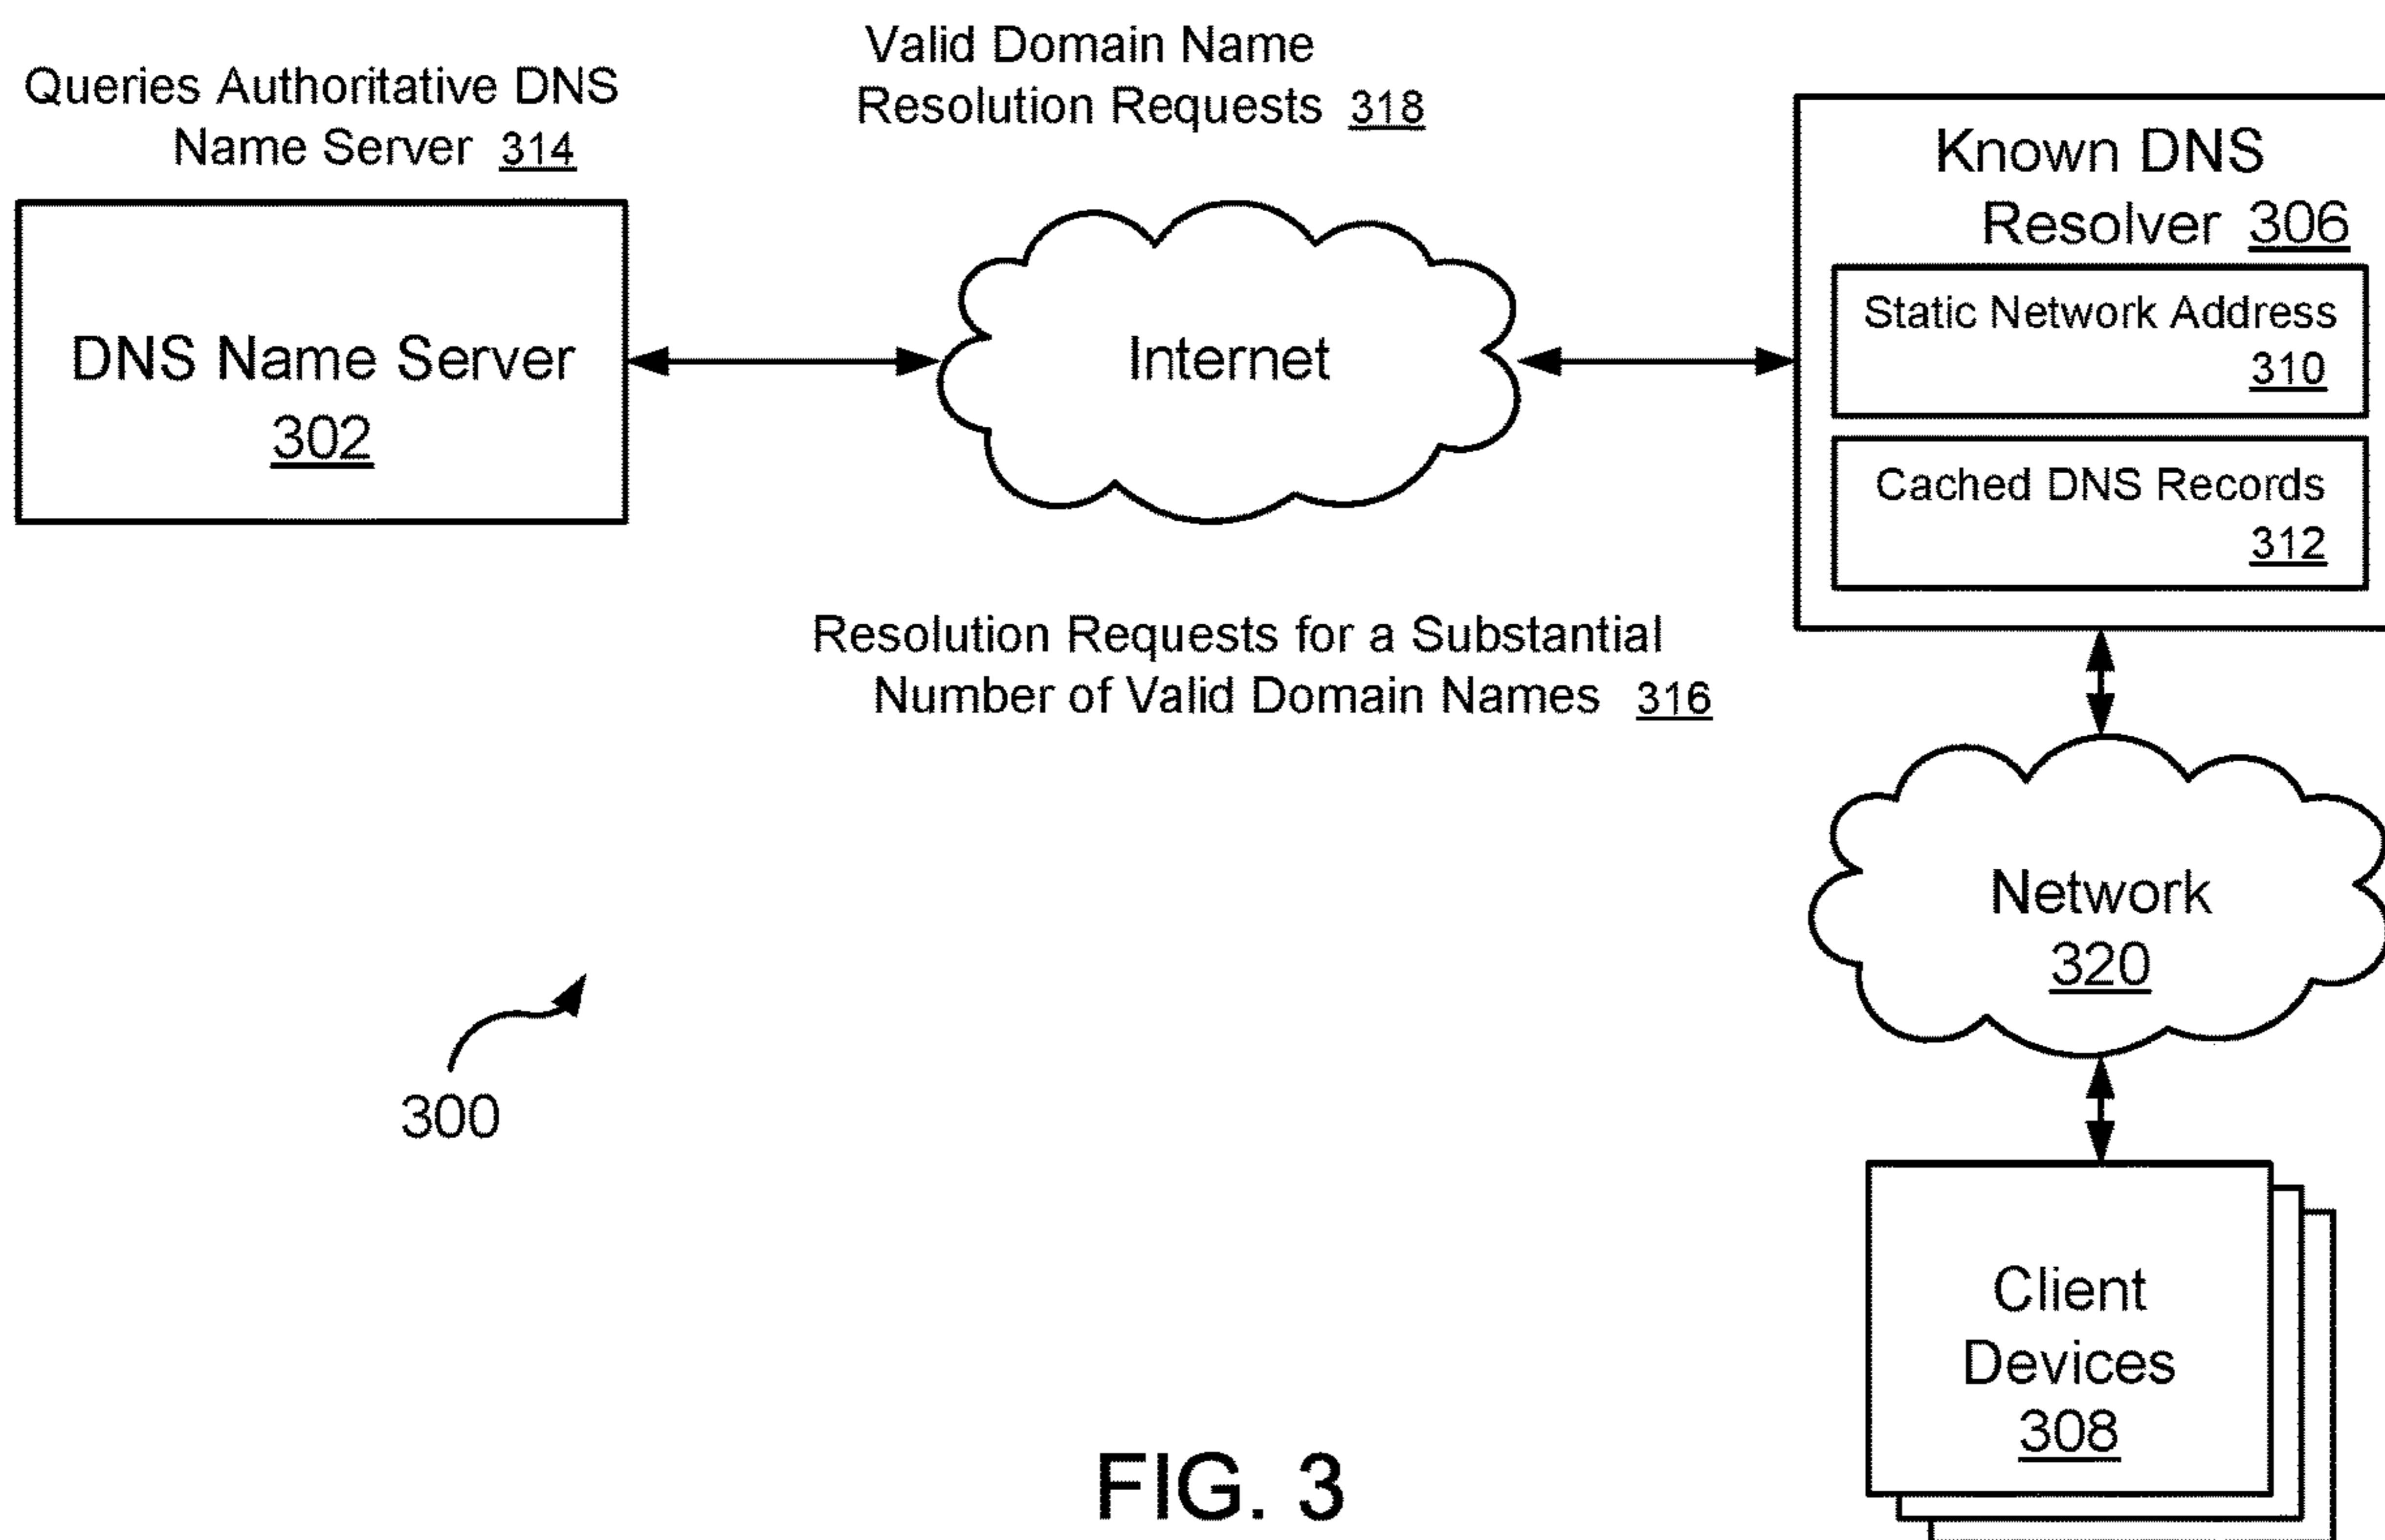 Queries Authoritative DNS
Name Server 314
Valid Domain Name
Resolution Requests 318
DNS Name Server
302
Internet
Known DNS
Resolver 306
Static Network Address
310
Cached DNS Records
312
Resolution Requests for a Substantial
Number of Valid Domain Names 316
Network
320
300
Client
Devices
308
FIG. 3